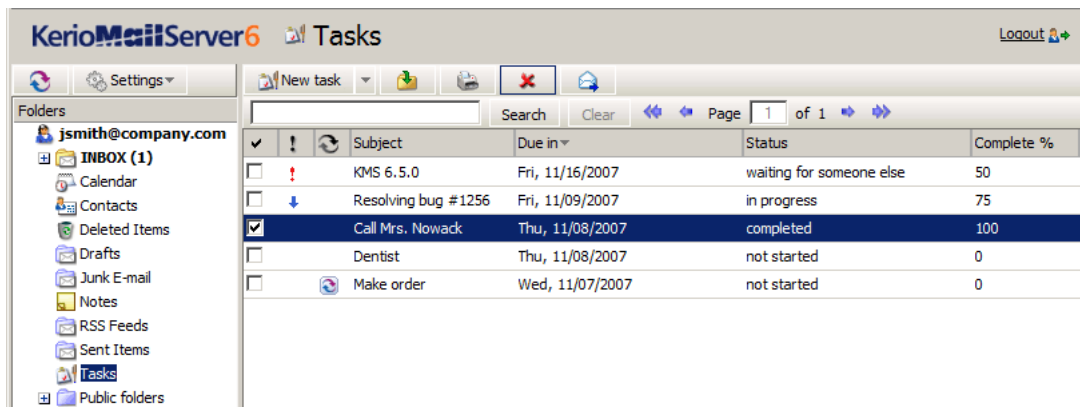 KerioMailServer6 Tasks Logout
Settings New task
Folders Search Clear Page 1 of 1
jsmith@company.com
INBOX (1)
Calendar
Contacts
Deleted Items
Drafts
Junk E-mail
Notes
RSS Feeds
Sent Items
Tasks
Public folders
! Subject Due in Status Complete %
! KMS 6.5.0 Fri, 11/16/2007 waiting for someone else 50
Resolving bug #1256 Fri, 11/09/2007 in progress 75
Call Mrs. Nowack Thu, 11/08/2007 completed 100
Dentist Thu, 11/08/2007 not started 0
Make order Wed, 11/07/2007 not started 0